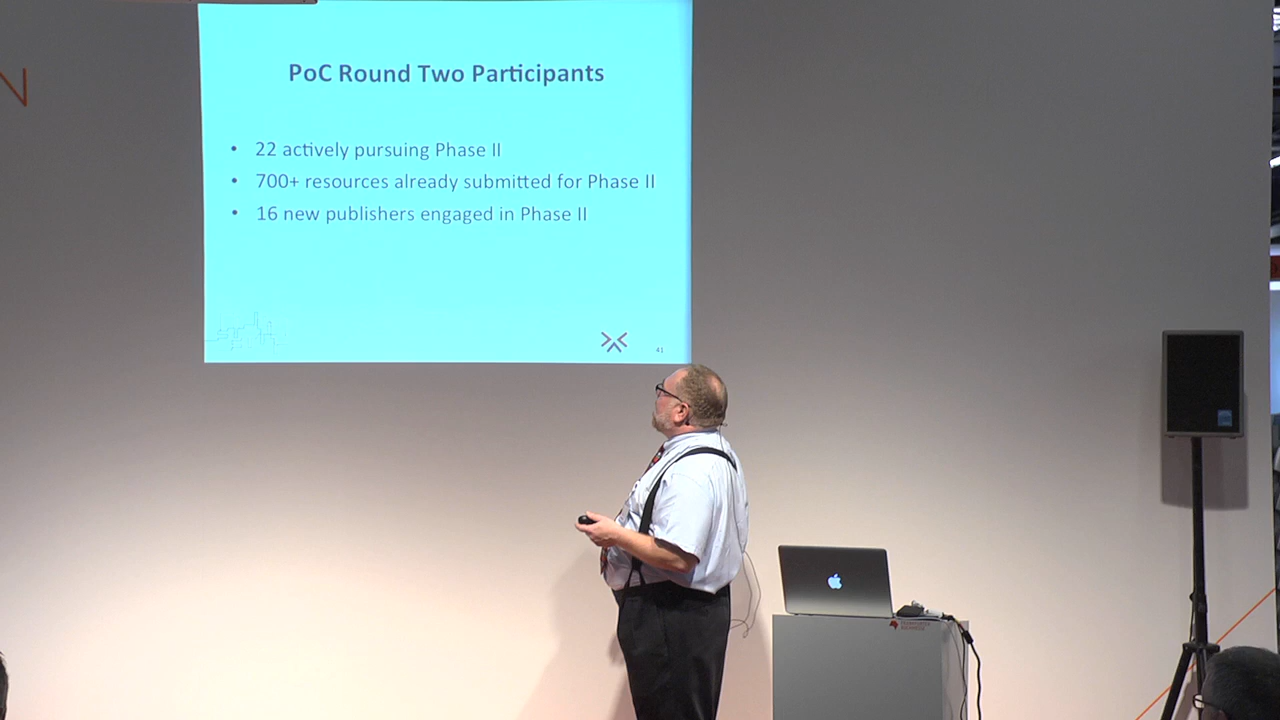 N
PoC Round Two Participants
• 22 actively pursuing Phase II
• 700+ resources already submitted for Phase II
• 16 new publishers engaged in Phase II
41